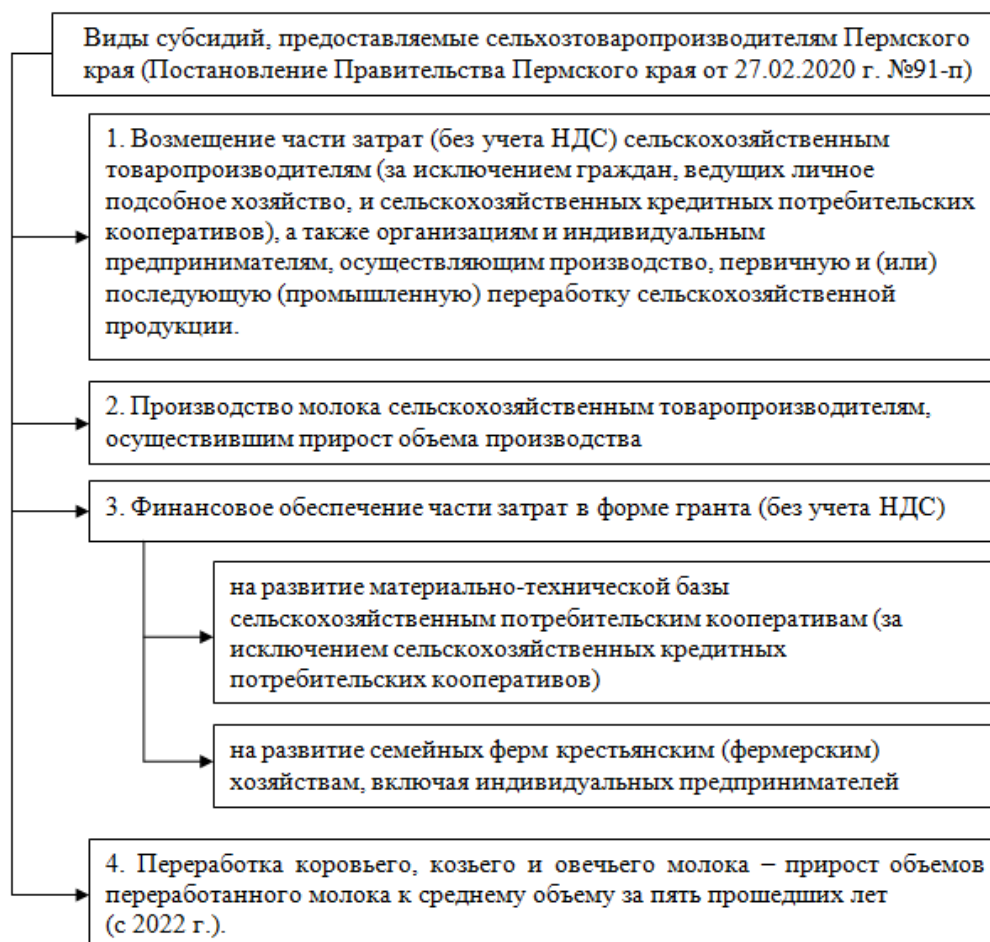 Виды субсидий, предоставляемые сельхозтоваропроизводителям Пермского
края (Постановление Правительства Пермского края от 27.02.2020 г. №91-п)
1. Возмещение части затрат (без учета НДС) сельскохозяйственным
товаропроизводителям (за исключением граждан, ведущих личное
подсобное хозяйство, и сельскохозяйственных кредитных потребительских
кооперативов), а также организациям и индивидуальным
предпринимателям, осуществляющим производство, первичную и (или)
последующую (промышленную) переработку сельскохозяйственной
продукции.
2. Производство молока сельскохозяйственным товаропроизводителям,
осуществившим прирост объема производства
3. Финансовое обеспечение части затрат в форме гранта (без учета НДС)
на развитие материально-технической базы
сельскохозяйственным потребительским кооперативам (за
исключением сельскохозяйственных кредитных
потребительских кооперативов)
на развитие семейных ферм крестьянским (фермерским)
хозяйствам, включая индивидуальных предпринимателей
4. Переработка коровьего, козьего и овечьего молока – прирост объемов
переработанного молока к среднему объему за пять прошедших лет
(с 2022 г.).